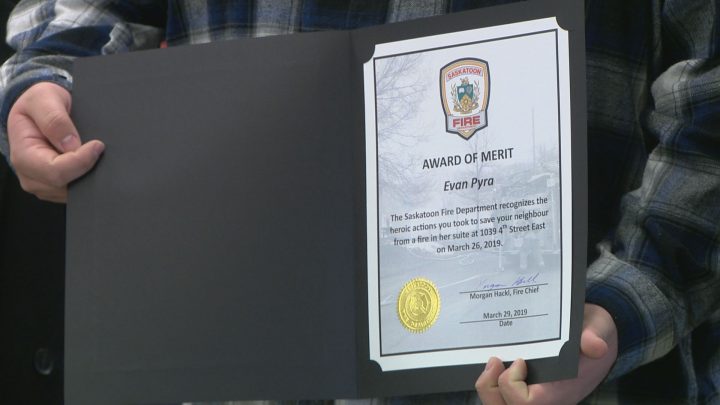 SASKATOON
FIRE
AWARD OF MERIT
Evan Pyra
The Saskatoon Fire Department recognizes the
heroic actions you took to save your neighbour
from a fire in her suite at 1039 4th Street East
on March 26, 2019.
Morgan Hackl, Fire Chief
March 29, 2019
Date